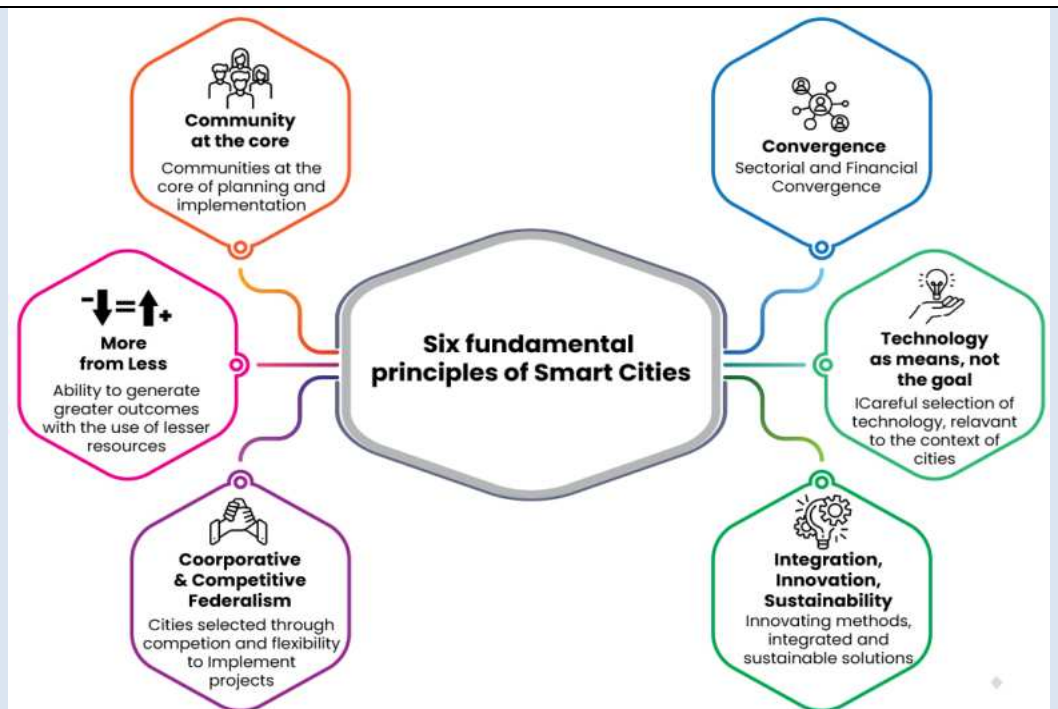 Community
at the core
Communities at the
core of planning and
implementation
Convergence
Sectorial and Financial
Convergence
More
from Less
Ability to generate
greater outcomes
with the use of lesser
resources
Six fundamental
principles of Smart Cities
Technology
as means, not
the goal
ICareful selection of
technology, relavant
to the context of
cities
Coorporative
& Competitive
Federalism
Cities selected through
competion and flexibility
to Implement
projects
Integration,
Innovation,
Sustainability
Innovating methods,
integrated and
sustainable solutions